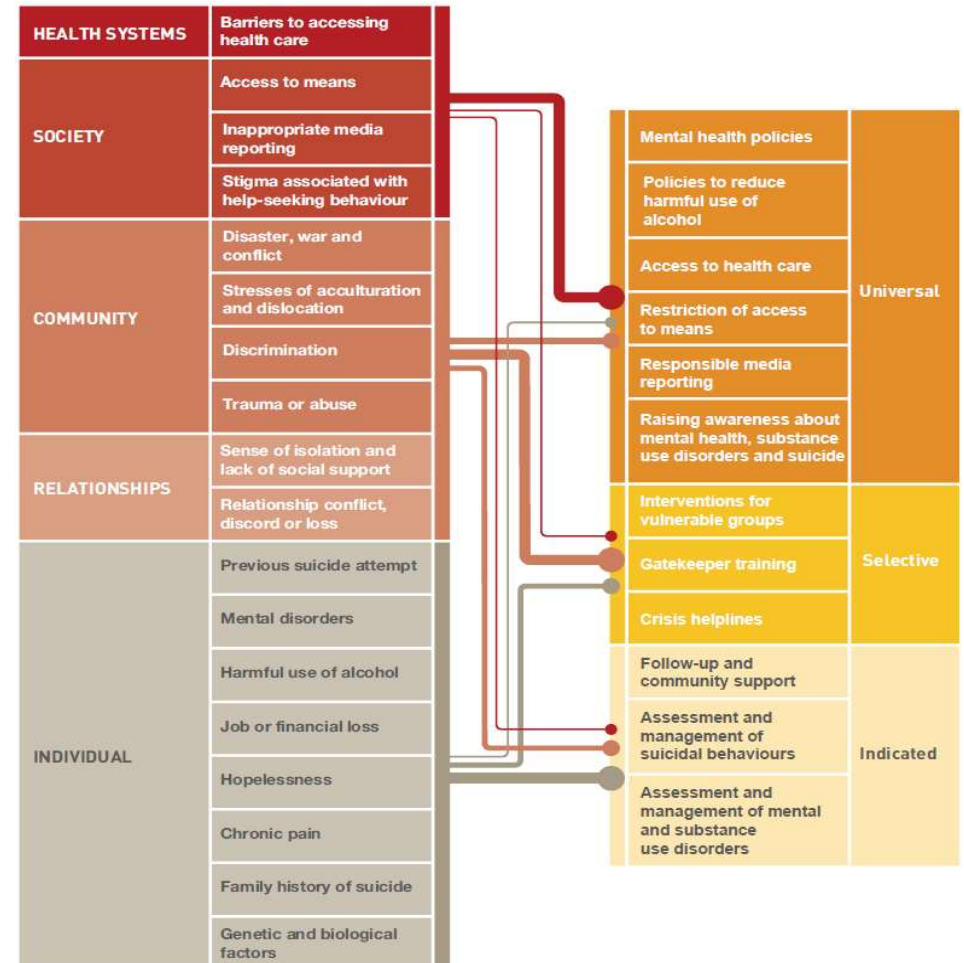 HEALTH SYSTEMS
Barriers to accessing
health care
SOCIETY
Access to means
Inappropriate media
reporting
Stigma associated with
help-seeking behaviour
COMMUNITY
Disaster, war and
conflict
Stresses of acculturation
and dislocation
Discrimination
Trauma or abuse
RELATIONSHIPS
Sense of isolation and
lack of social support
Relationship conflict,
discord or loss
INDIVIDUAL
Previous suicide attempt
Mental disorders
Harmful use of alcohol
Job or financial loss
Hopelessness
Chronic pain
Family history of suicide
Genetic and biological
factors
Mental health policies
Policies to reduce
harmful use of
alcohol
Access to health care
Restriction of access
to means
Responsible media
reporting
Raising awareness about
mental health, substance
use disorders and suicide
Universal
Interventions for
vulnerable groups
Gatekeeper training
Crisis helplines
Selective
Follow-up and
community support
Assessment and
management of
suicidal behaviours
Assessment and
management of mental
and substance
use disorders
Indicated